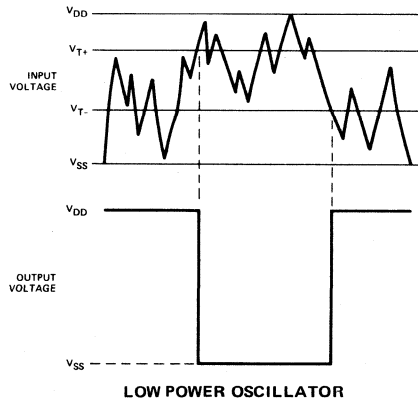 VDD
VT+
INPUT
VOLTAGE
VT-
VSS
VDD
OUTPUT
VOLTAGE
VSS
LOW POWER OSCILLATOR